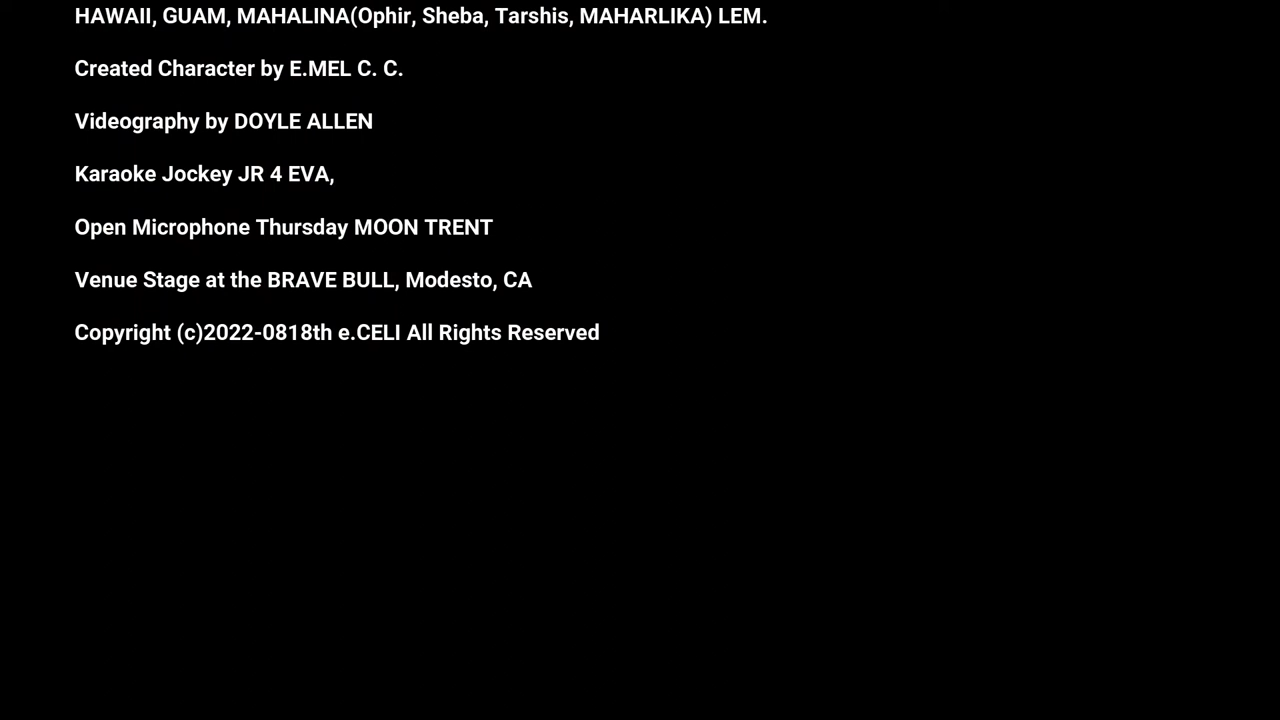 HAWAII, GUAM, MAHALINA(Ophir, Sheba, Tarshis, MAHARLIKA) LEM.
Created Character by E.MEL C. C.
Videography by DOYLE ALLEN
Karaoke Jockey JR 4 EVA,
Open Microphone Thursday MOON TRENT
Venue Stage at the BRAVE BULL, Modesto, CA
Copyright (c)2022-0818th e.CELI All Rights Reserved